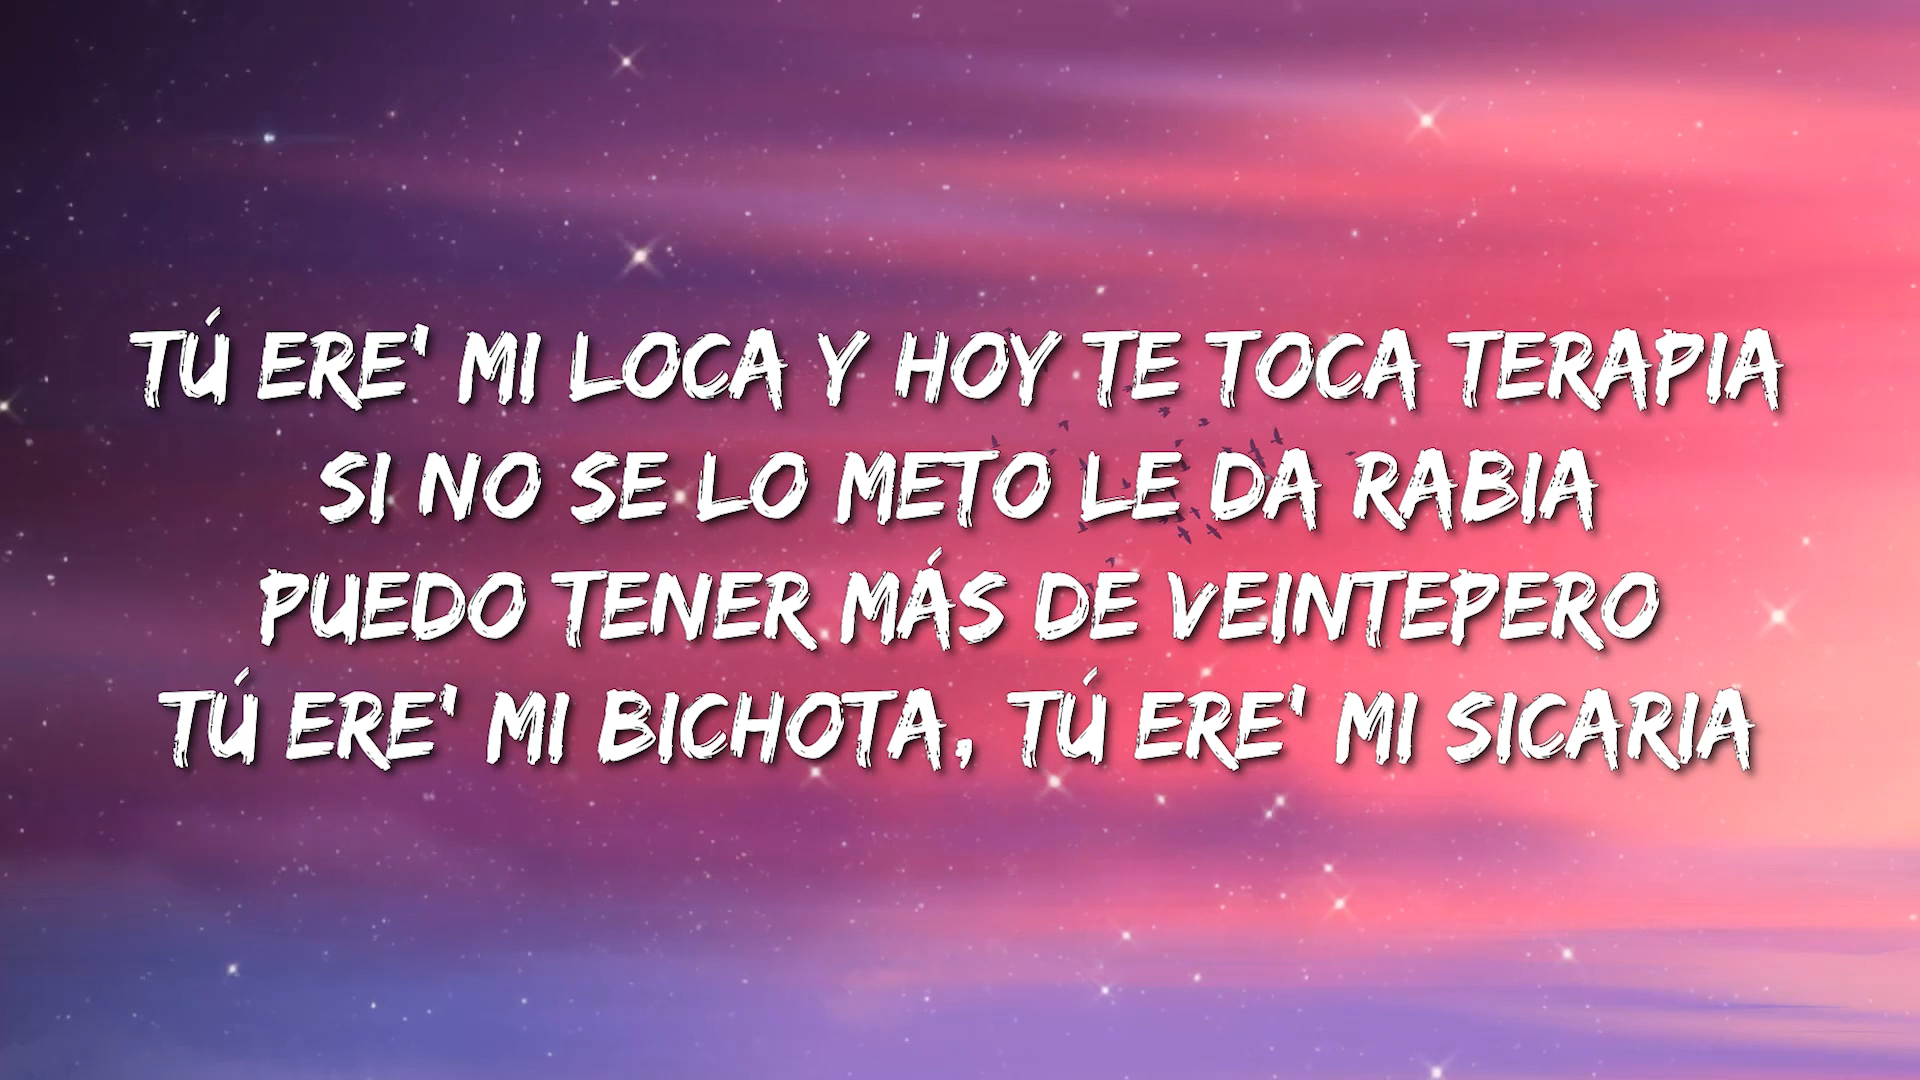 TÚ ERE' MI LOCA Y HOY TE TOCA TERAPIA
SI NO SE LO METO LE DA RABIA
PUEDO TENER MÁS DE VEINTEPERO
TÚ ERE' MI BICHOTA, TÚ ERE' MI SICARIA